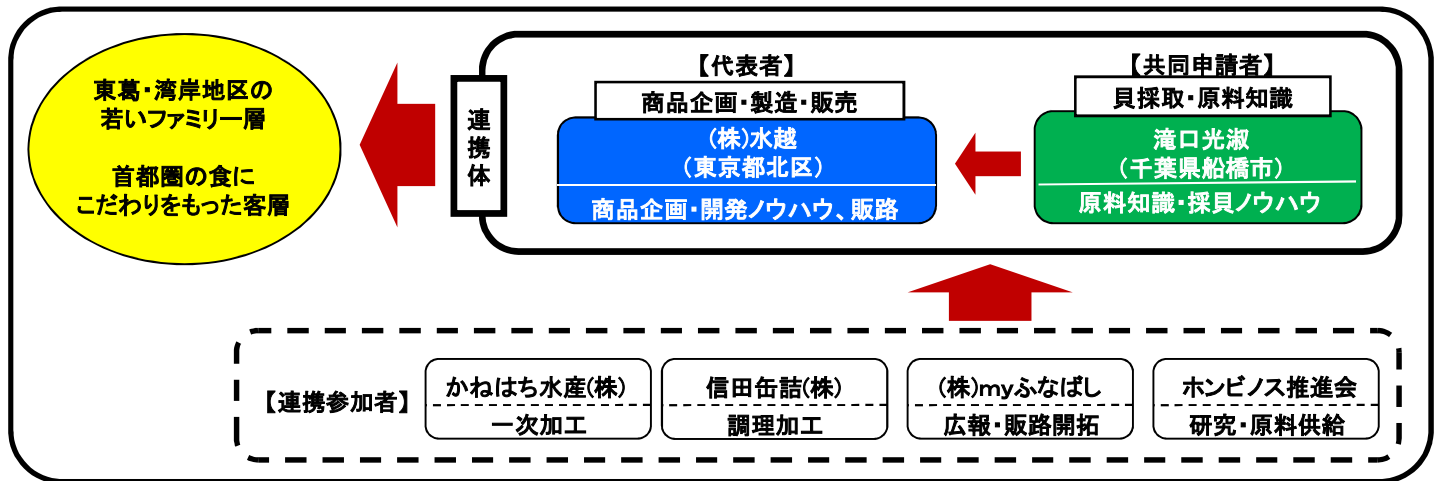 東葛・湾岸地区の
若いファミリー層
首都圏の食に
こだわりをもった客層
連携体
【代表者】
商品企画・製造・販売
(株)水越
(東京都北区)
商品企画・開発ノウハウ、販路
【共同申請者】
貝採取・原料知識
滝口光淑
(千葉県船橋市)
原料知識・採貝ノウハウ
【連携参加者】
かねはち水産(株)
一次加工
信田缶詰(株)
調理加工
(株)myふなばし
広報・販路開拓
ホンビノス推進会
研究・原料供給